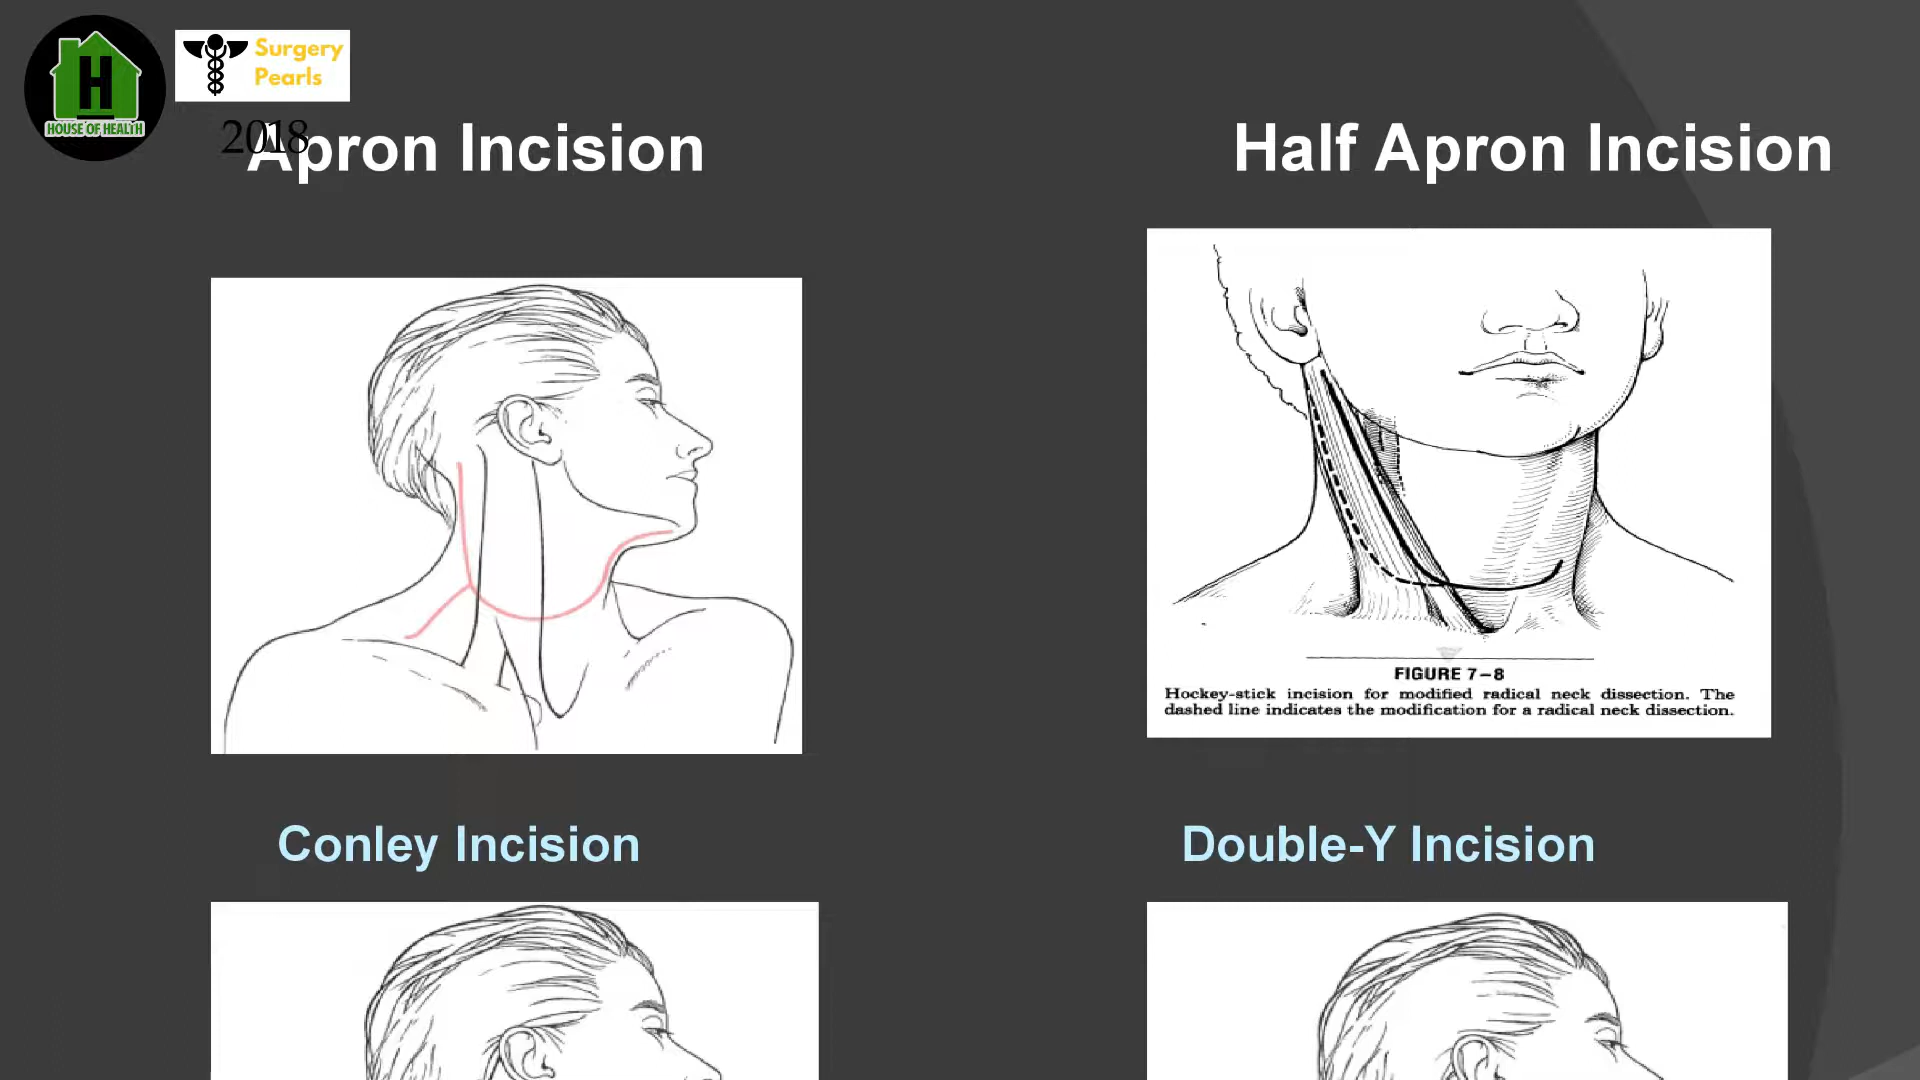 Surgery
Pearls
H
HOUSE OF HEALTH
2018
Apron Incision
Half Apron Incision
FIGURE 7-8
Hockey-stick incision for modified radical neck dissection. The
dashed line indicates the modification for a radical neck dissection.
Conley Incision
Double-Y Incision